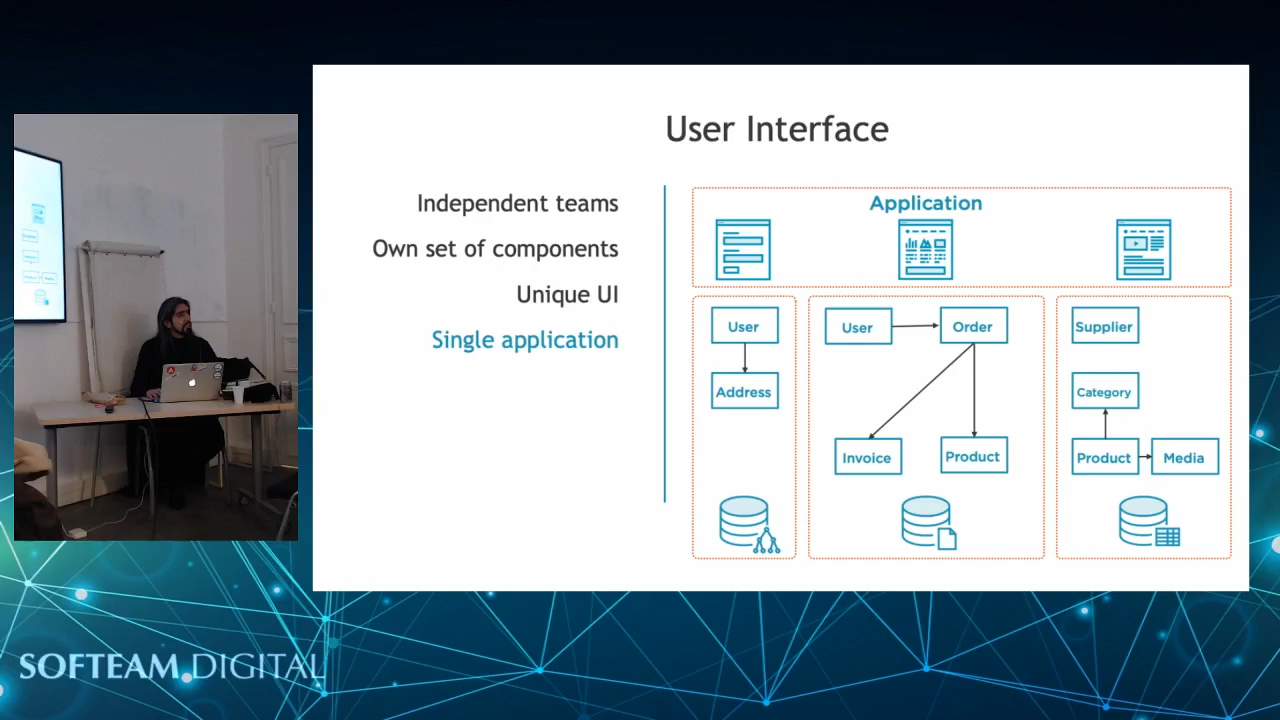 User Interface
Independent teams
Own set of components
Unique UI
Single application
Application
User
Address
User
Order
Invoice
Product
Supplier
Category
Product
Media
SOFTEAM DIGITAL